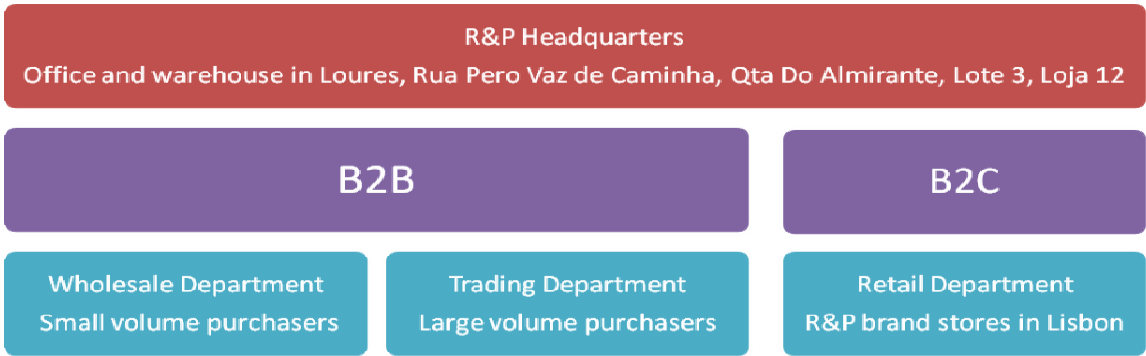 R&P Headquarters
Office and warehouse in Loures, Rua Pero Vaz de Caminha, Qta Do Almirante, Lote 3, Loja 12
B2B
B2C
Wholesale Department
Small volume purchasers
Trading Department
Large volume purchasers
Retail Department
R&P brand stores in Lisbon